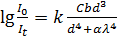 lg I₀/Iₜ = k Cbd³/(d⁴+αλ⁴)